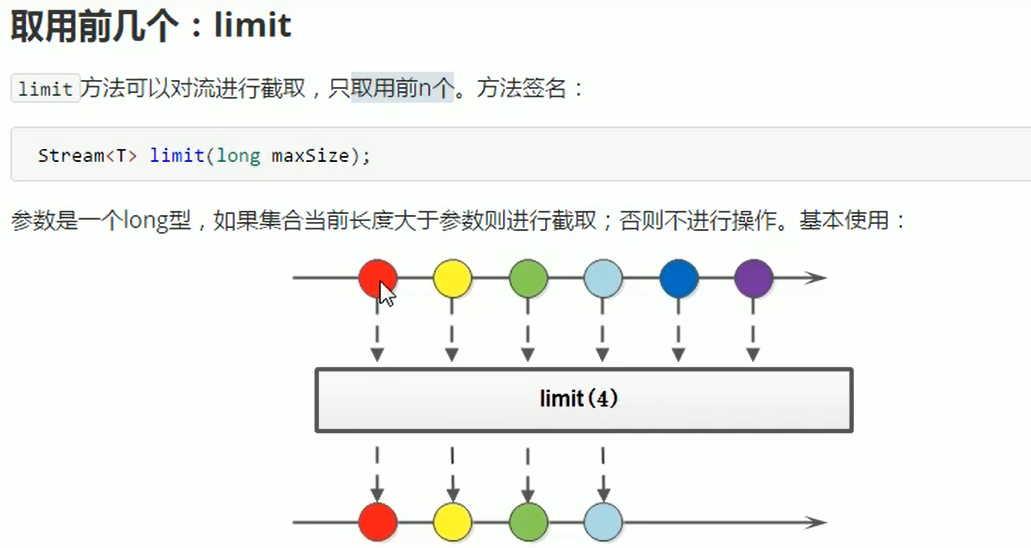 取用前几个：limit
limit方法可以对流进行截取，只取用前n个。方法签名：
Stream<T> limit(long maxSize);
参数是一个long型，如果集合当前长度大于参数则进行截取；否则不进行操作。基本使用：
limit(4)